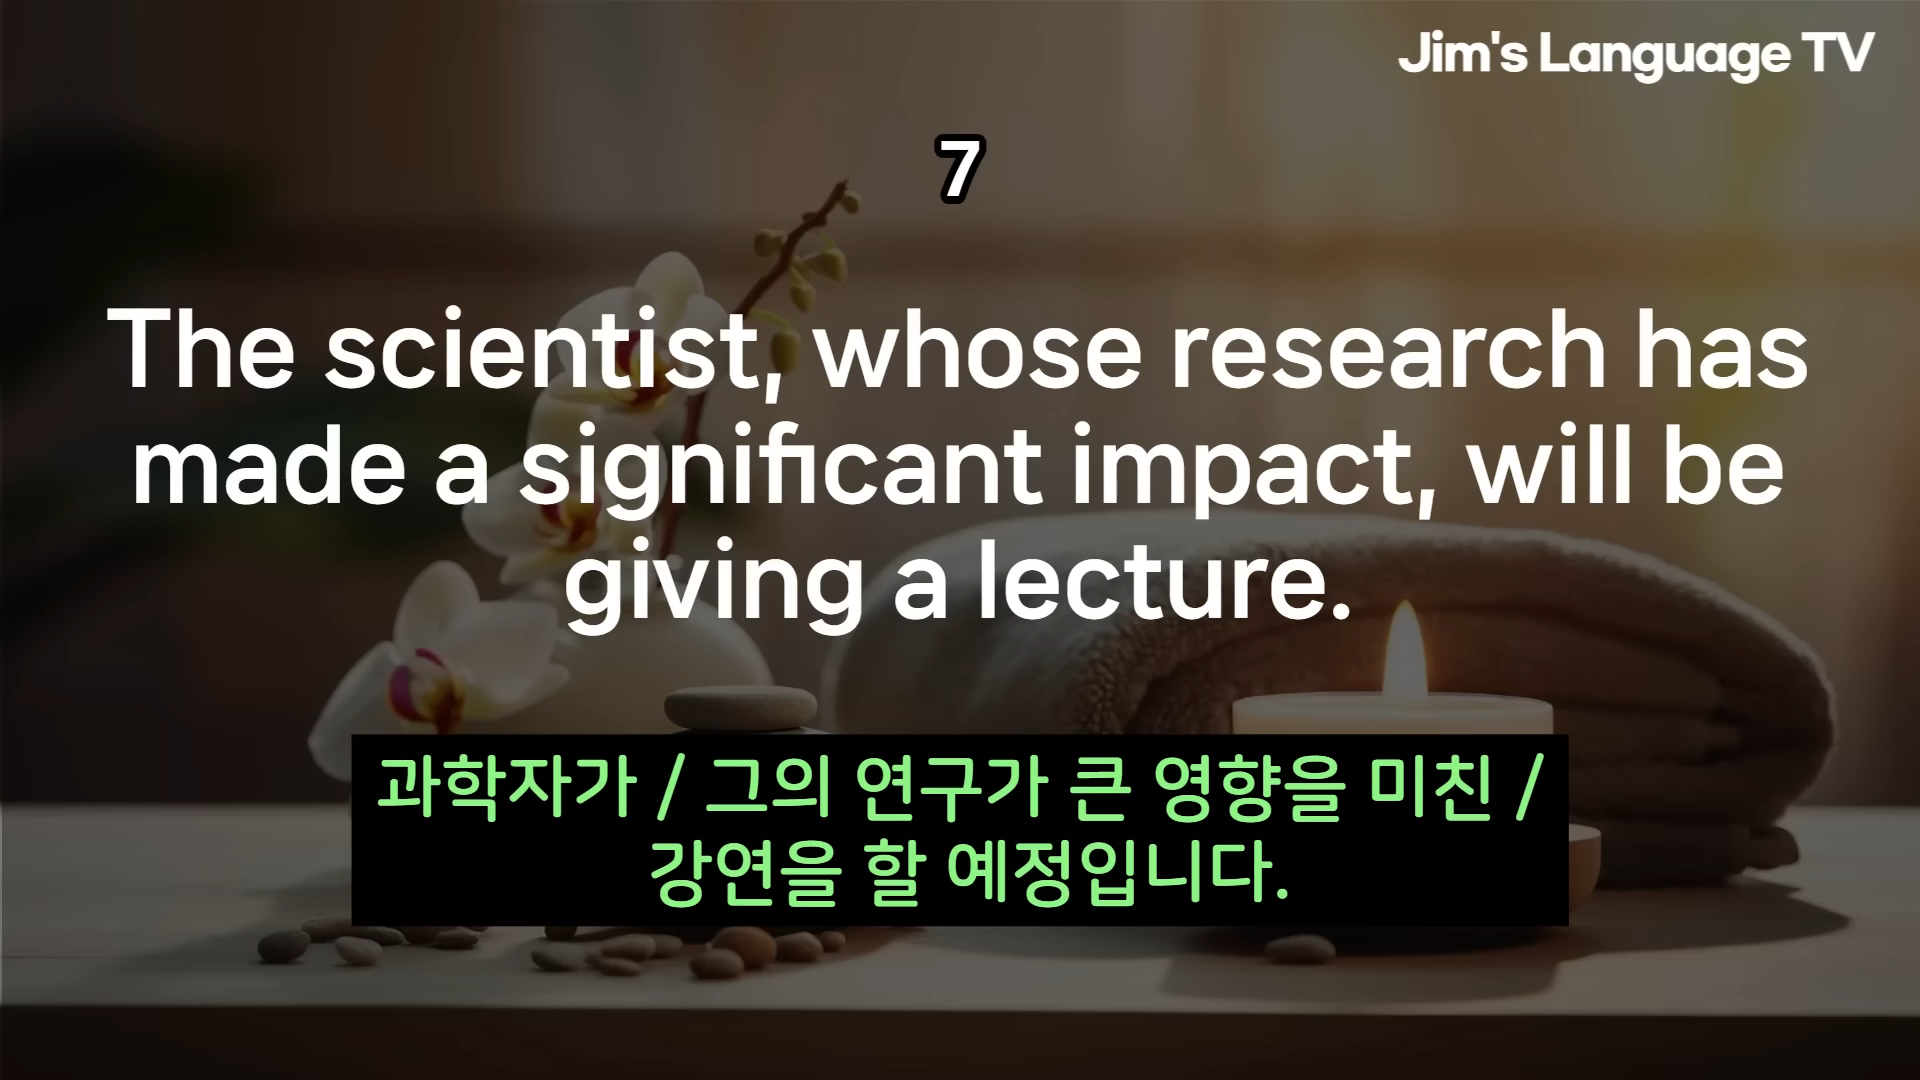 Jim's Language TV
7
The scientist, whose research has
made a significant impact, will be
giving a lecture.
과학자가 / 그의 연구가 큰 영향을 미친 /
강연을 할 예정입니다.